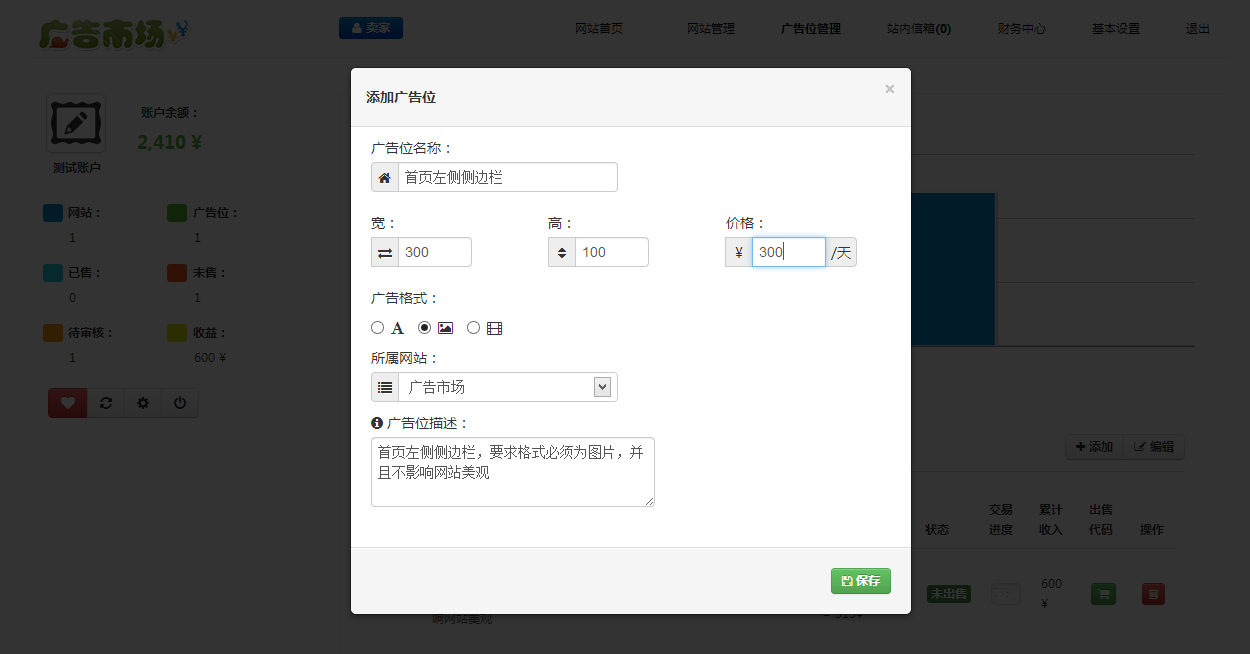 广告市场
卖家
网站首页
网站管理
广告位管理
站内信箱(0)
财务中心
基本设置
退出
账户余额：
2,410 ¥
测试账户
网站：
1
广告位：
1
已售：
0
未售：
1
待审核：
1
收益：
600 ¥
添加广告位
×
广告位名称：
首页左侧侧边栏
宽：
300
高：
100
价格：
¥ 300 /天
广告格式：
A
所属网站：
广告市场
广告位描述：
首页左侧侧边栏，要求格式必须为图片，并
且不影响网站美观
保存
添加
编辑
状态
交易
进度
累计
收入
出售
代码
操作
未出售
600
¥
响网站美观